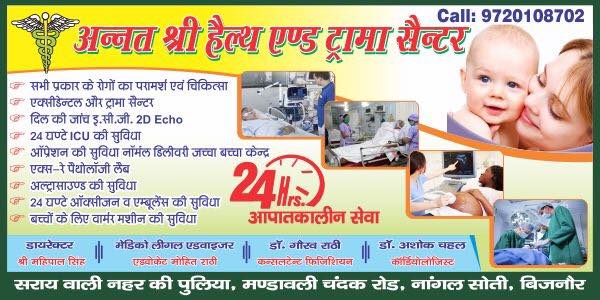 Call: 9720108702
अन्नत श्री हैल्थ एण्ड ट्रामा सैन्टर
सभी प्रकार के रोगों का परामर्श एवं चिकित्सा
एक्सीडेन्टल और ट्रामा सैन्टर
दिल की जांच इ.सी.जी. 2D Echo
24 घण्टे ICU की सुविधा
ऑप्रेशन की सुविधा नॉर्मल डिलीवरी जच्चा बच्चा केन्द्र
एक्स-रे पैथोलॉजी लैब
अल्ट्रासाउण्ड की सुविधा
24 घण्टे ऑक्सीजन व एम्बूलेंस की सुविधा
बच्चों के लिए वार्मर मशीन की सुविधा
24 Hrs.
आपातकालीन सेवा
डायरेक्टर
श्री महिपाल सिंह
मेडिको लीगल एडवाइजर
एडवोकेट मोहित राठी
डॉ. गौरव राठी
कन्सलटेन्ट फिजिशियन
डॉ. अशोक चहल
कॉर्डियोलोजिस्ट
सराय वाली नहर की पुलिया, मण्डावली चंदक रोड, नांगल सोती, बिजनौर